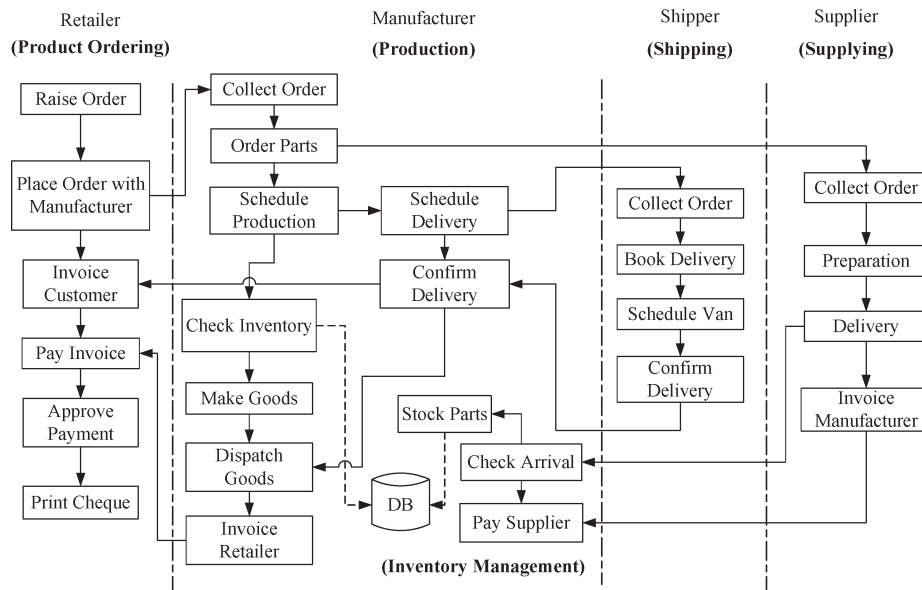 Retailer
(Product Ordering)
Manufacturer
(Production)
Shipper
(Shipping)
Supplier
(Supplying)
Raise Order
Place Order with
Manufacturer
Invoice
Customer
Pay Invoice
Approve
Payment
Print Cheque
Collect Order
Order Parts
Schedule
Production
Schedule
Delivery
Confirm
Delivery
Check Inventory
Make Goods
Dispatch
Goods
Invoice
Retailer
Stock Parts
Check Arrival
DB
Pay Supplier
(Inventory Management)
Collect Order
Book Delivery
Schedule Van
Confirm
Delivery
Collect Order
Preparation
Delivery
Invoice
Manufacturer